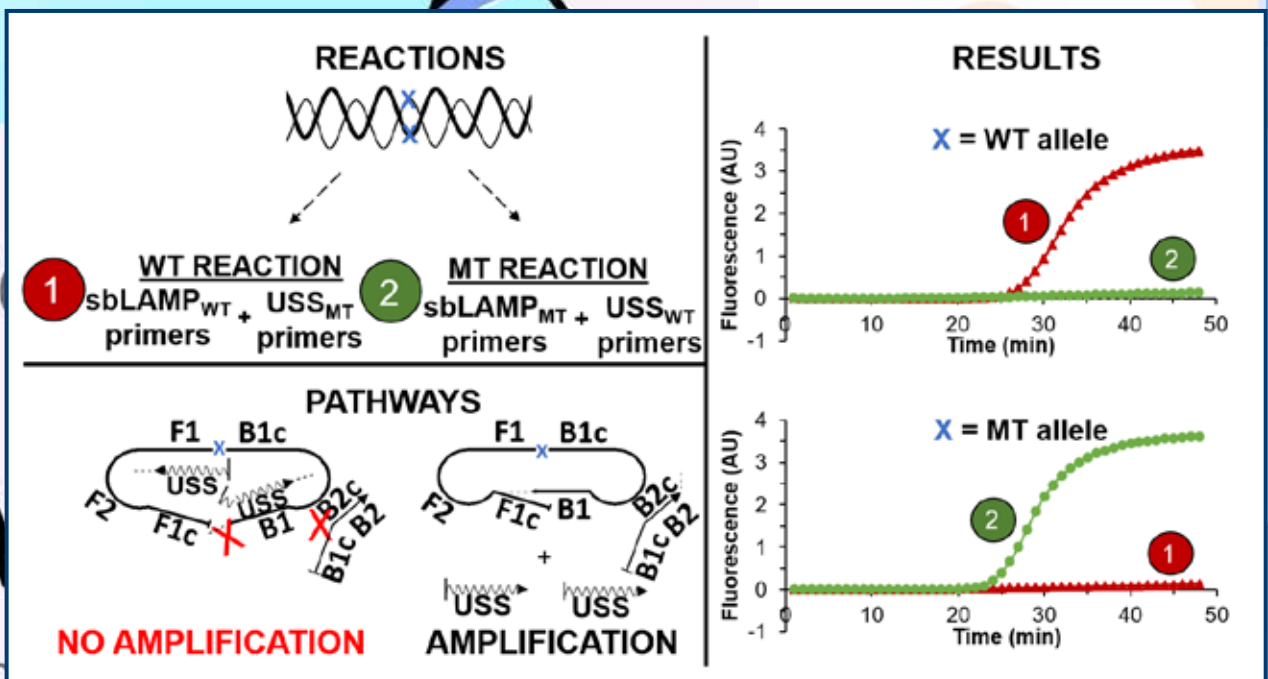 REACTIONS
X
X
1
WT REACTION
sbLAMPWT + USSMT
primers primers
2
MT REACTION
sbLAMPMT + USSWT
primers primers
PATHWAYS
F1 X B1c
USS
USS
F2
F1c
X
B1
X
B2c
B2
B1c
NO AMPLIFICATION
F1 X B1c
F2
F1c
B1
B2c
B2
B1c
+
USS USS
AMPLIFICATION
RESULTS
X = WT allele
Fluorescence (AU)
4
3
2
1
0
-1
1
2
0 10 20 30 40 50
Time (min)
X = MT allele
Fluorescence (AU)
4
3
2
1
0
-1
2
1
0 10 20 30 40 50
Time (min)